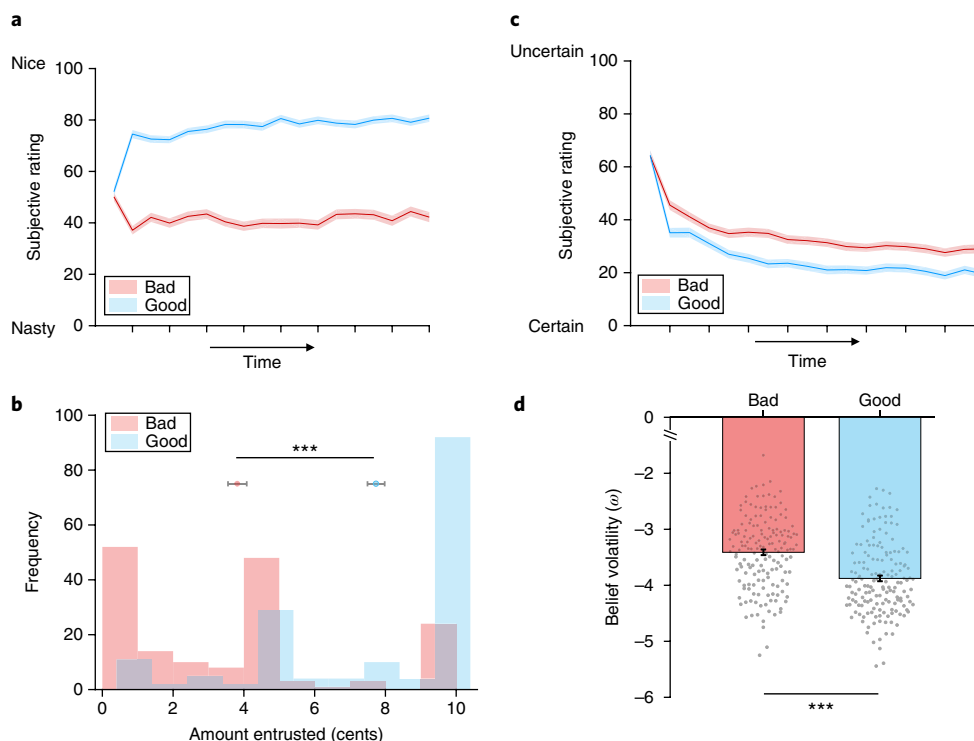 a
Nice
100
80
60
40
20
0
Nasty
Subjective rating
Bad
Good
Time
c
Uncertain
100
80
60
40
20
0
Certain
Subjective rating
Bad
Good
Time
b
100
80
60
40
20
0
Frequency
Bad
Good
***
0 2 4 6 8 10
Amount entrusted (cents)
d
Bad Good
0
–2
–3
–4
–5
–6
Belief volatility (ω)
***